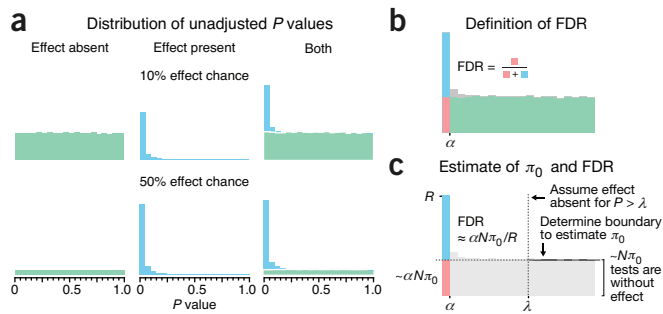 a
Distribution of unadjusted P values
Effect absent
Effect present
Both
10% effect chance
50% effect chance
0 0.5 1.0
0 0.5 1.0
0 0.5 1.0
P value
b
Definition of FDR
FDR =
+
α
c
Estimate of π0 and FDR
R
Assume effect
absent for P > λ
FDR
≈ αNπ0/R
Determine boundary
to estimate π0
~αNπ0
~Nπ0
tests are
without
effect
α
λ